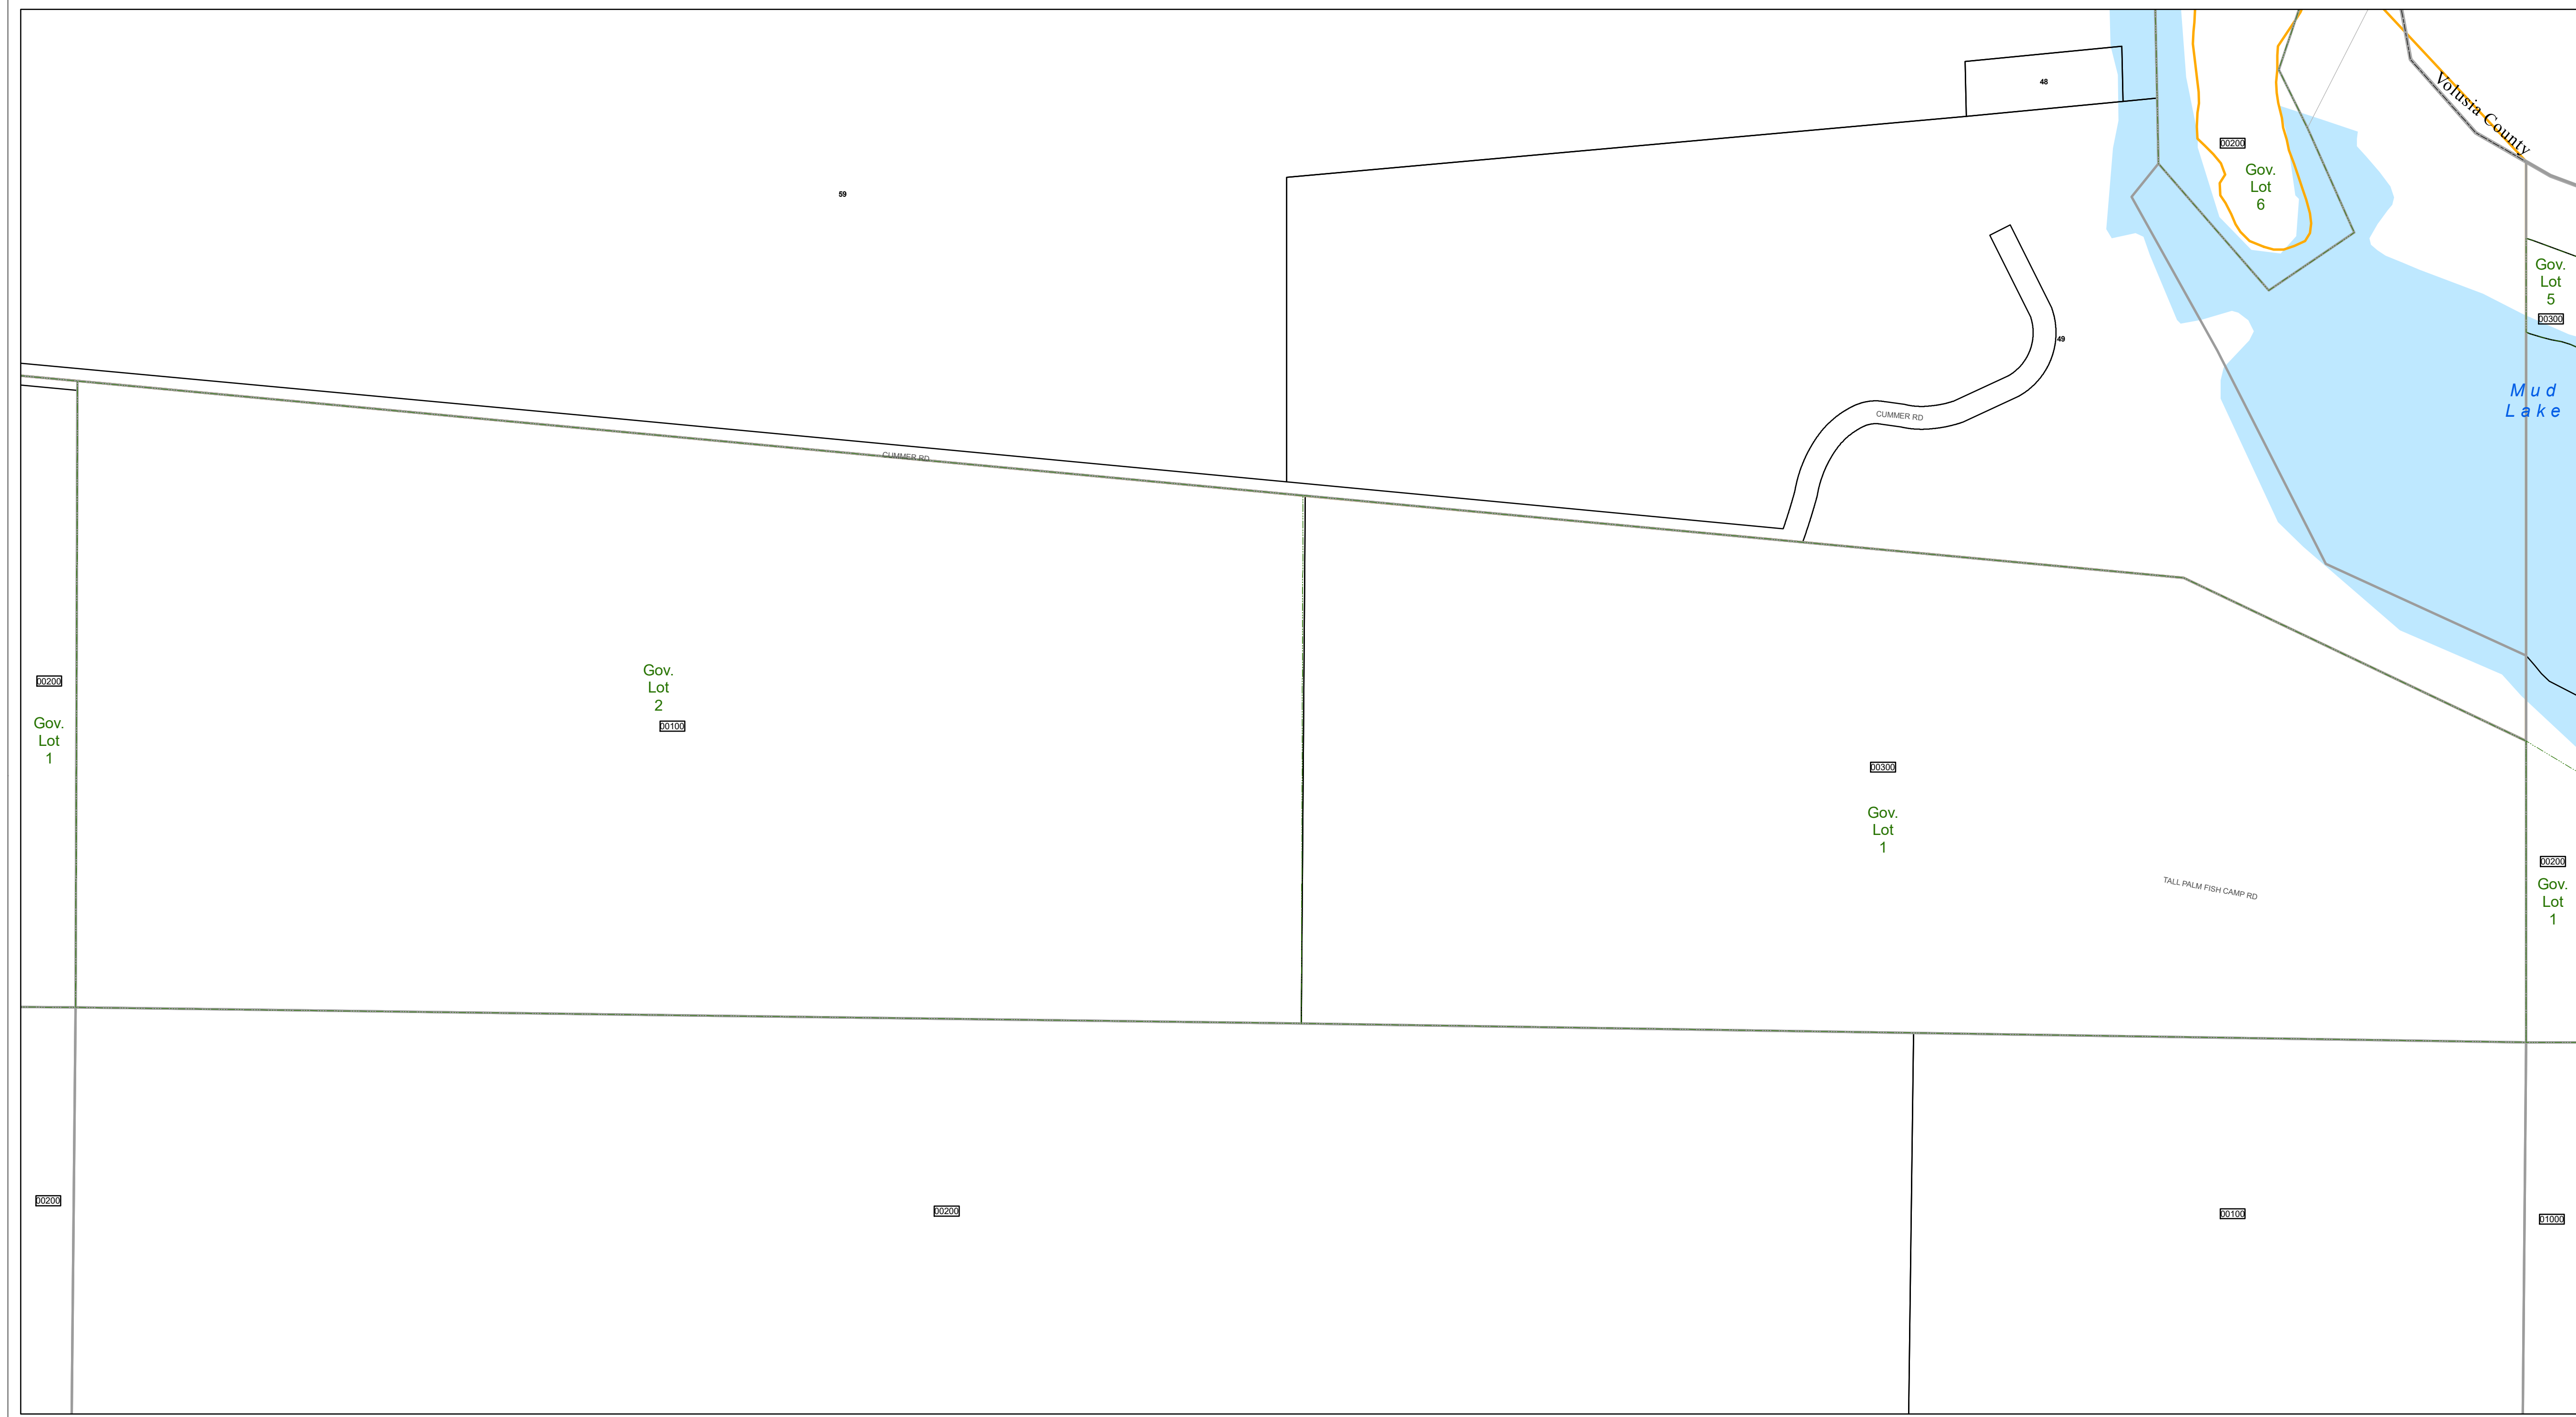 48
Volusia County
00200
Gov.
Lot
6
59
Gov.
Lot
5
00300
49
Mud
Lake
CUMMER RD
CUMMER RD
00200
Gov.
Lot
1
Gov.
Lot
2
00100
00300
Gov.
Lot
1
TALL PALM FISH CAMP RD
00200
Gov.
Lot
1
00200
00200
00100
01000